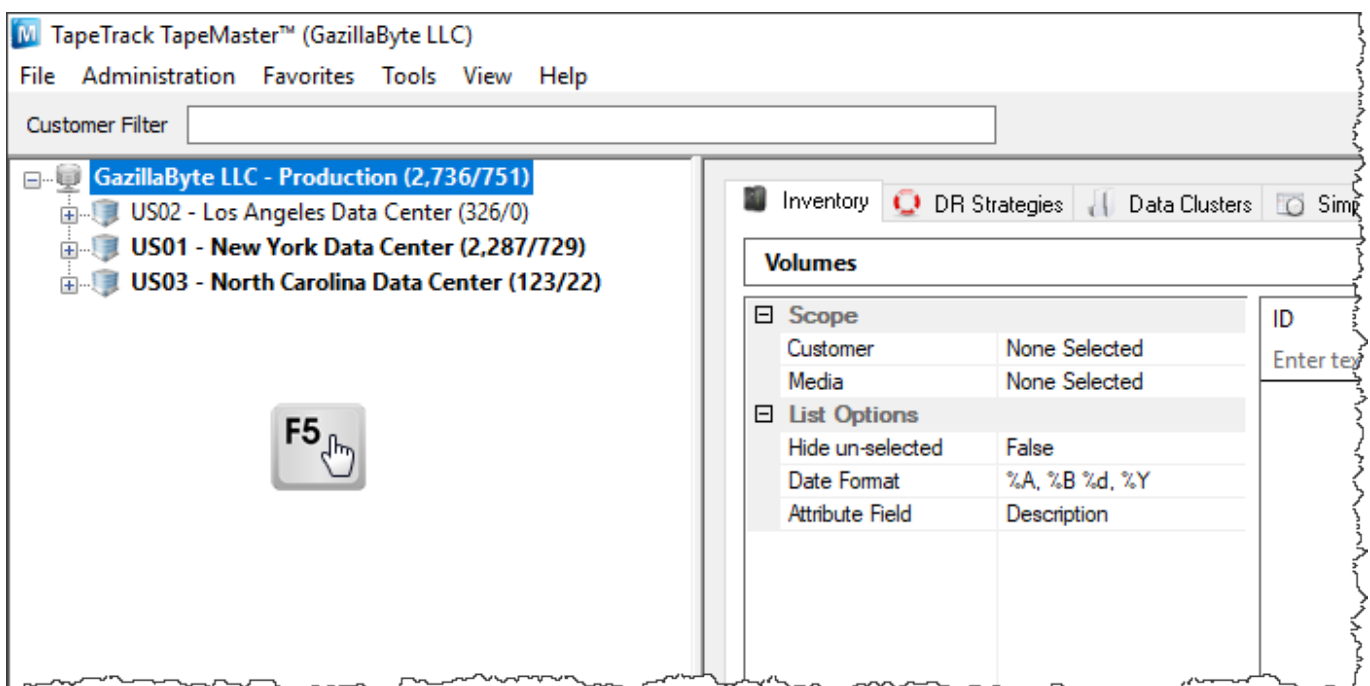 TapeTrack TapeMaster™ (GazillaByte LLC)
File Administration Favorites Tools View Help
Customer Filter
GazillaByte LLC - Production (2,736/751)
US02 - Los Angeles Data Center (326/0)
US01 - New York Data Center (2,287/729)
US03 - North Carolina Data Center (123/22)
F5
Inventory DR Strategies Data Clusters
Volumes
Scope
Customer None Selected
Media None Selected
List Options
Hide un-selected False
Date Format %A, %B %d, %Y
Attribute Field Description
ID
Enter